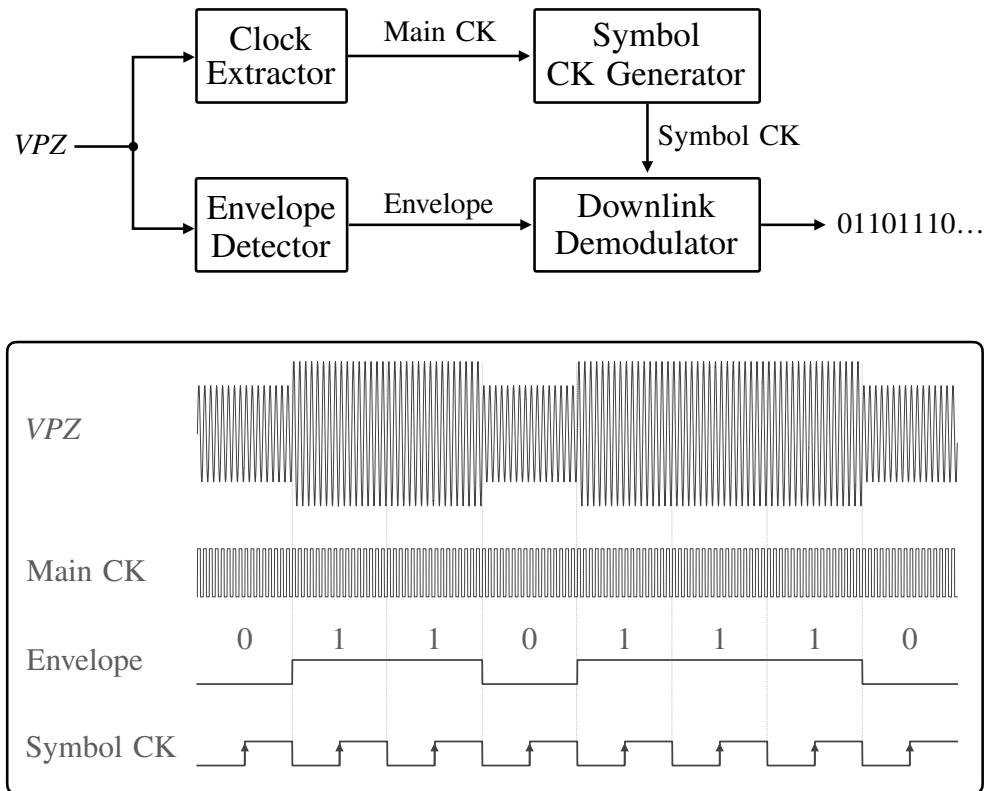 Clock
Extractor
Main CK
Symbol
CK Generator
VPZ
Symbol CK
Envelope
Detector
Envelope
Downlink
Demodulator
01101110…
VPZ
Main CK
0 1 1 0 1 1 1 0
Envelope
Symbol CK